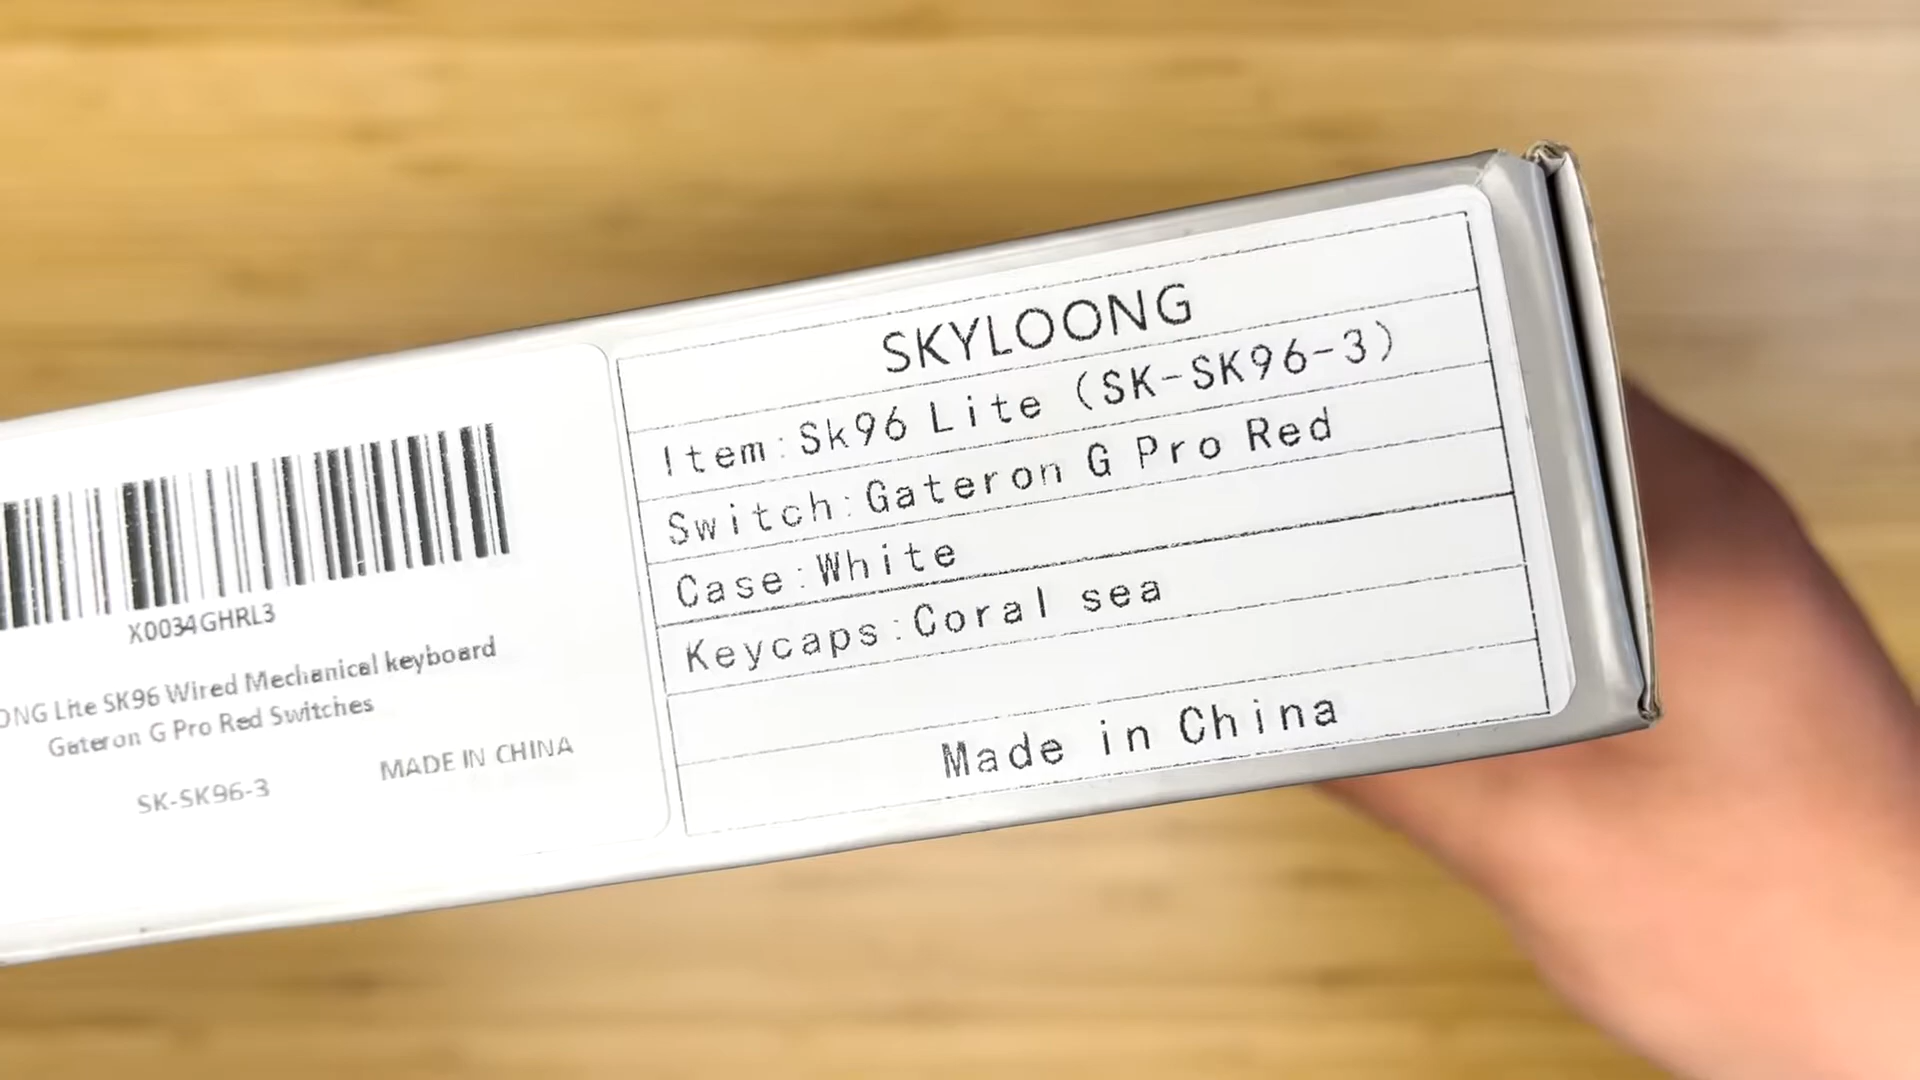 X0034GHRL3
Lite SK96 Wired Mechanical keyboard
Gateron G Pro Red Switches
SK-SK96-3 MADE IN CHINA
SKYLOONG
Item:Sk96 Lite (SK-SK96-3)
Switch:Gateron G Pro Red
Case:White
Keycaps:Coral sea
Made in China